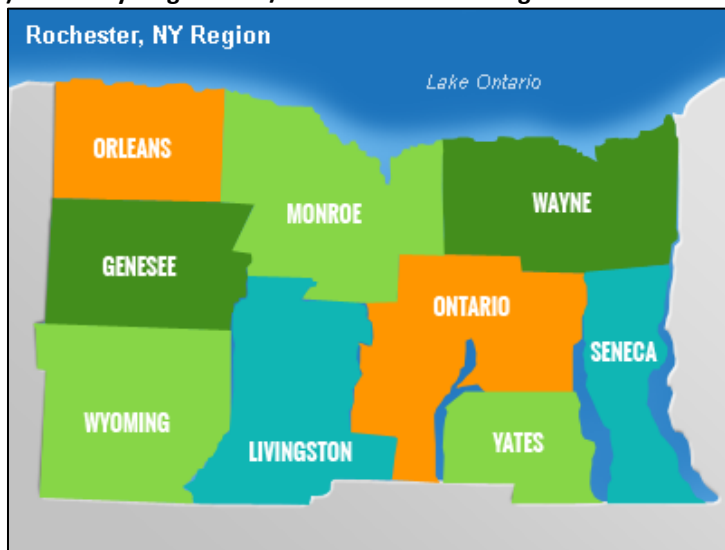 Rochester, NY Region
Lake Ontario
ORLEANS
MONROE
WAYNE
GENESEE
ONTARIO
SENECA
WYOMING
LIVINGSTON
YATES